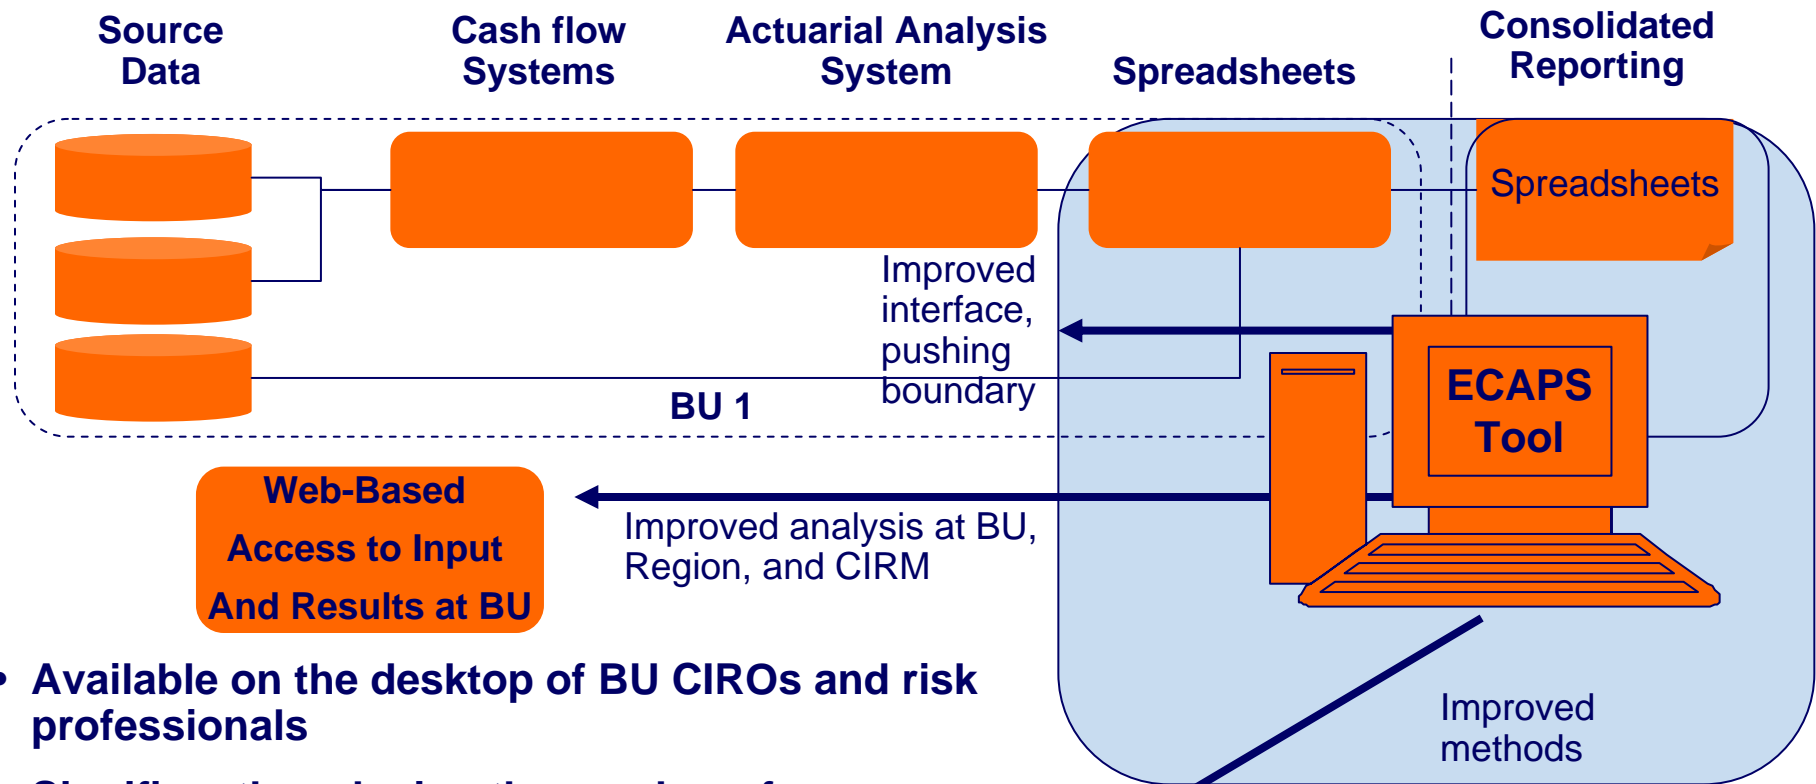 Source
Data
Cash flow
Systems
Actuarial Analysis
System
Spreadsheets
Consolidated
Reporting
Spreadsheets
Improved
interface,
pushing
boundary
BU 1
ECAPS
Tool
Web-Based
Access to Input
And Results at BU
Improved analysis at BU,
Region, and CIRM
• Available on the desktop of BU CIROs and risk
professionals
Improved
methods